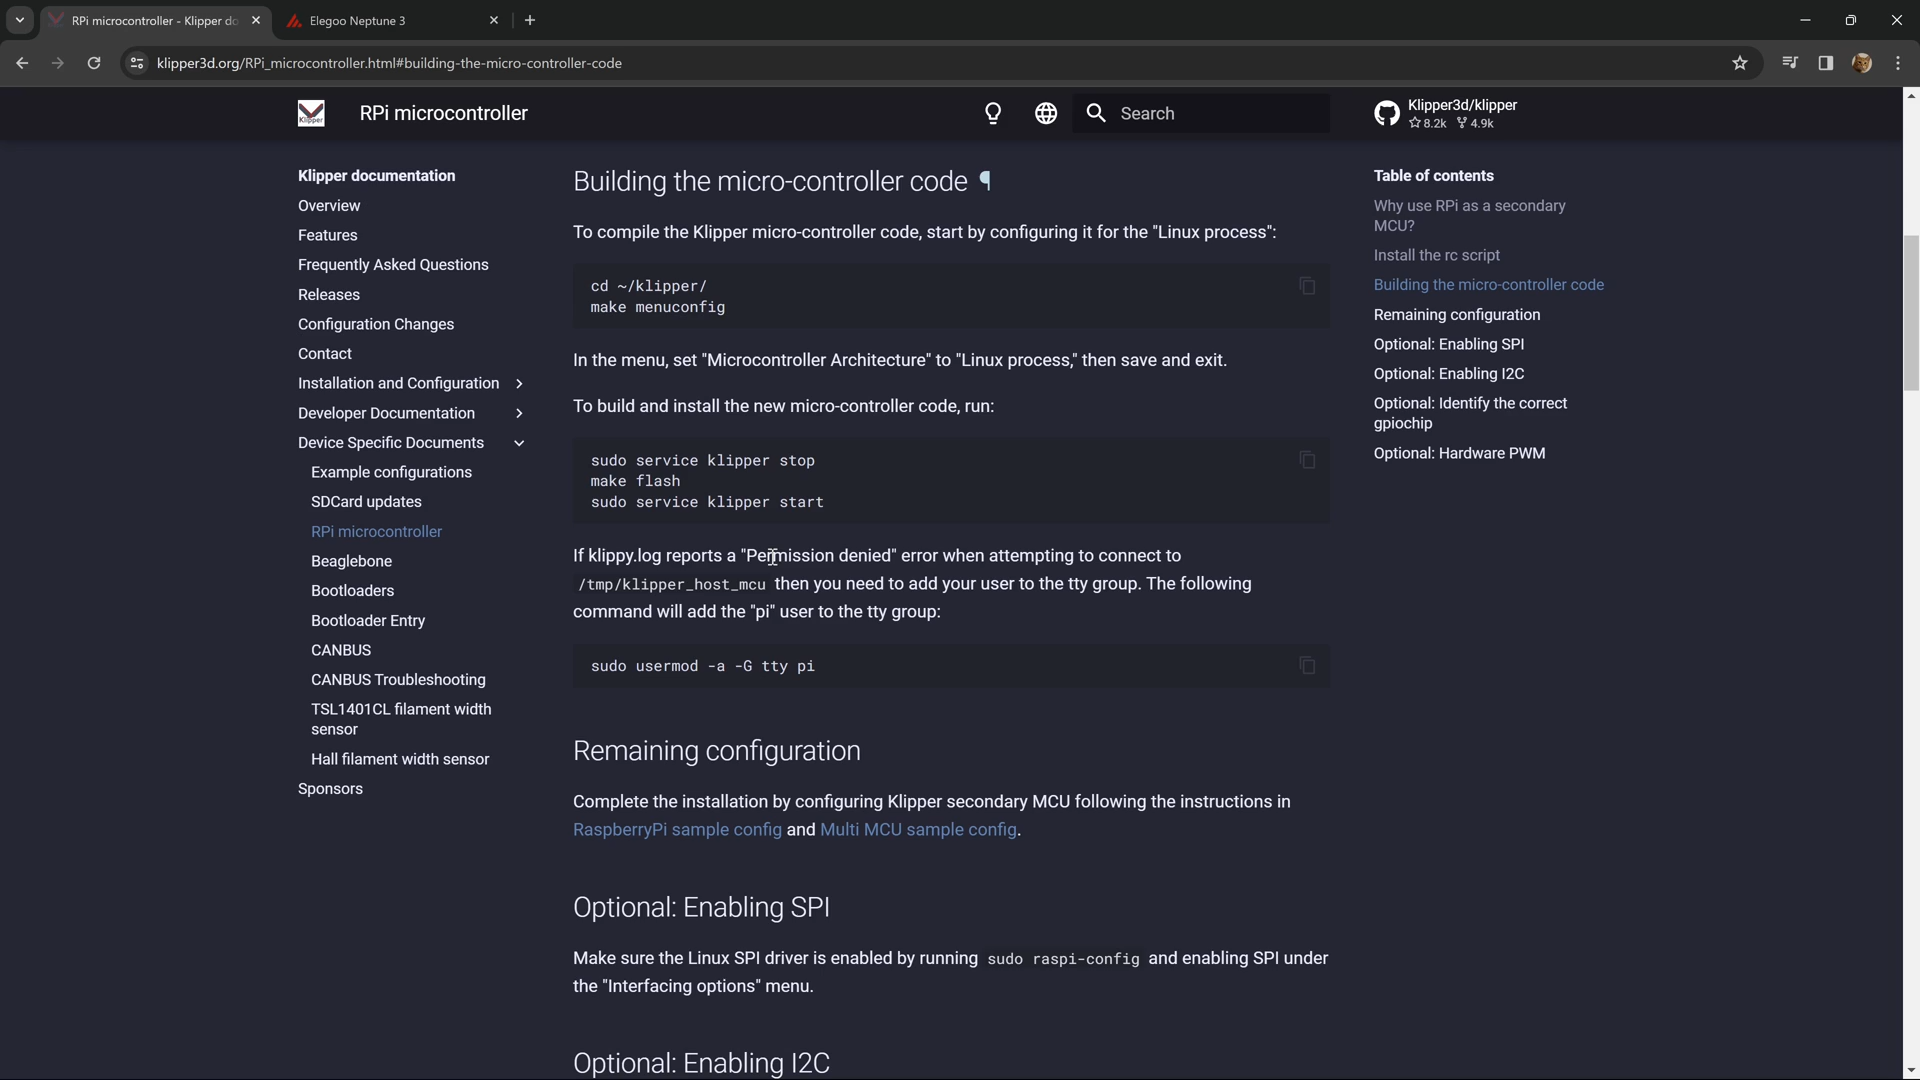 RPi microcontroller - Klipper do
Elegoo Neptune 3
klipper3d.org/RPi_microcontroller.html#building-the-micro-controller-code
Klipper
RPi microcontroller
Search
Klipper3d/klipper
8.2k 4.9k
Klipper documentation
Overview
Features
Frequently Asked Questions
Releases
Configuration Changes
Contact
Installation and Configuration
Developer Documentation
Device Specific Documents
Example configurations
SDCard updates
RPi microcontroller
Beaglebone
Bootloaders
Bootloader Entry
CANBUS
CANBUS Troubleshooting
TSL1401CL filament width
sensor
Hall filament width sensor
Sponsors
Building the micro-controller code ¶
To compile the Klipper micro-controller code, start by configuring it for the "Linux process":
cd ~/klipper/
make menuconfig
In the menu, set "Microcontroller Architecture" to "Linux process," then save and exit.
To build and install the new micro-controller code, run:
sudo service klipper stop
make flash
sudo service klipper start
If klippy.log reports a "Permission denied" error when attempting to connect to
/tmp/klipper_host_mcu then you need to add your user to the tty group. The following
command will add the "pi" user to the tty group:
sudo usermod -a -G tty pi
Remaining configuration
Complete the installation by configuring Klipper secondary MCU following the instructions in
RaspberryPi sample config and Multi MCU sample config.
Optional: Enabling SPI
Make sure the Linux SPI driver is enabled by running sudo raspi-config and enabling SPI under
the "Interfacing options" menu.
Optional: Enabling I2C
Table of contents
Why use RPi as a secondary
MCU?
Install the rc script
Building the micro-controller code
Remaining configuration
Optional: Enabling SPI
Optional: Enabling I2C
Optional: Identify the correct
gpiochip
Optional: Hardware PWM